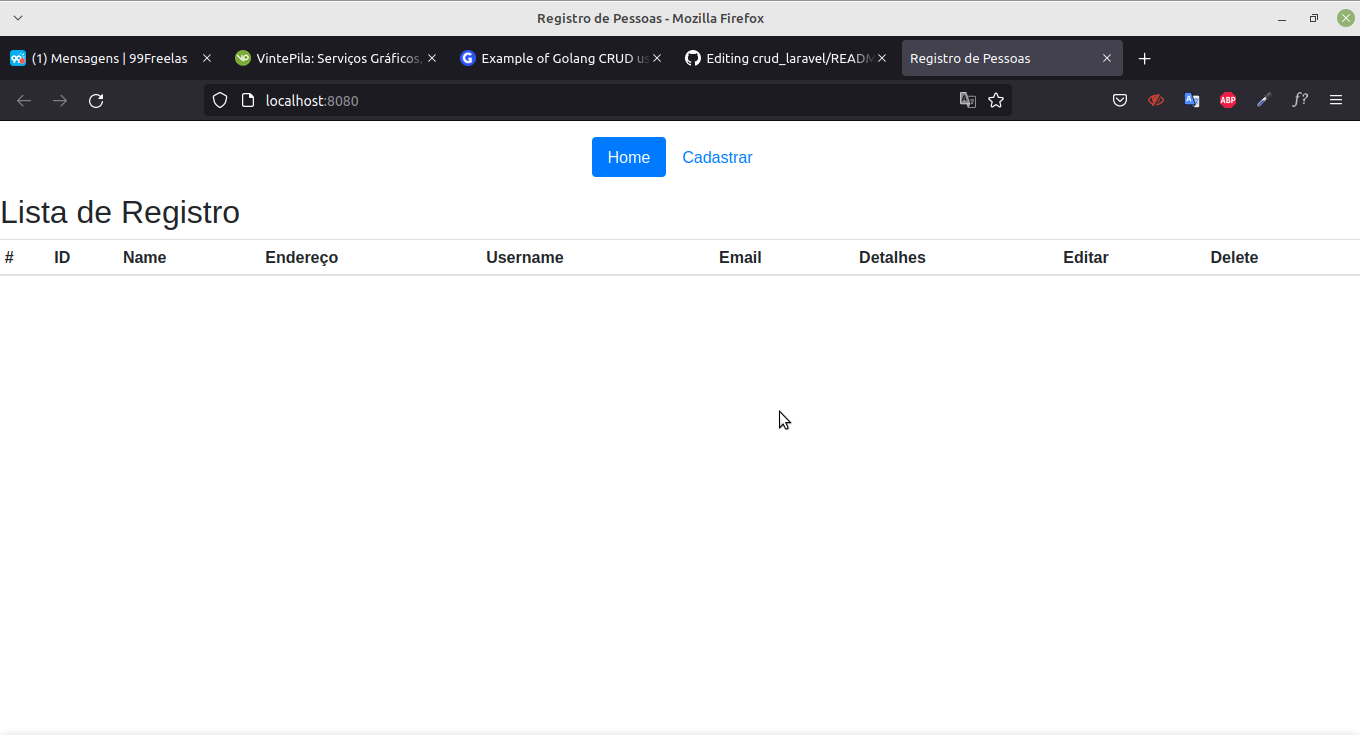 Registro de Pessoas - Mozilla Firefox
(1) Mensagens | 99Freelas
VintePila: Serviços Gráficos,
Example of Golang CRUD us
Editing crud_laravel/READM
Registro de Pessoas
localhost:8080
ABP
f?
Home Cadastrar
Lista de Registro
# ID Name Endereço Username Email Detalhes Editar Delete